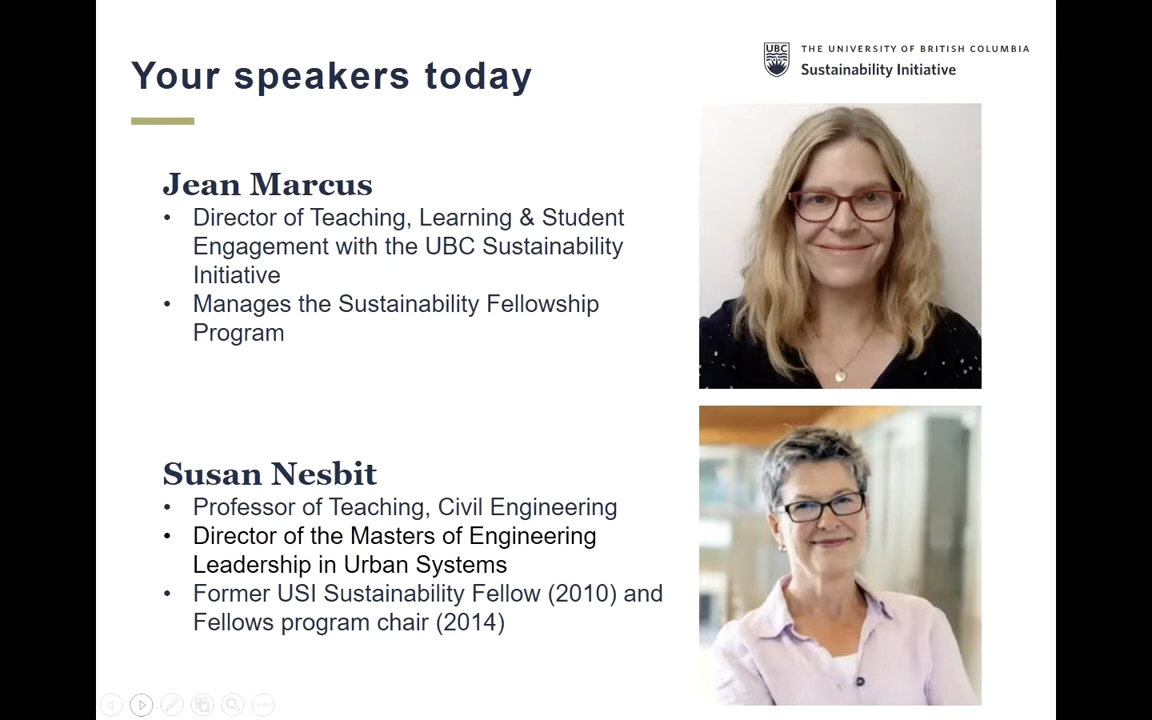 Your speakers today
UBC
THE UNIVERSITY OF BRITISH COLUMBIA
Sustainability Initiative
Jean Marcus
• Director of Teaching, Learning & Student
Engagement with the UBC Sustainability
Initiative
• Manages the Sustainability Fellowship
Program
Susan Nesbit
• Professor of Teaching, Civil Engineering
• Director of the Masters of Engineering
Leadership in Urban Systems
• Former USI Sustainability Fellow (2010) and
Fellows program chair (2014)